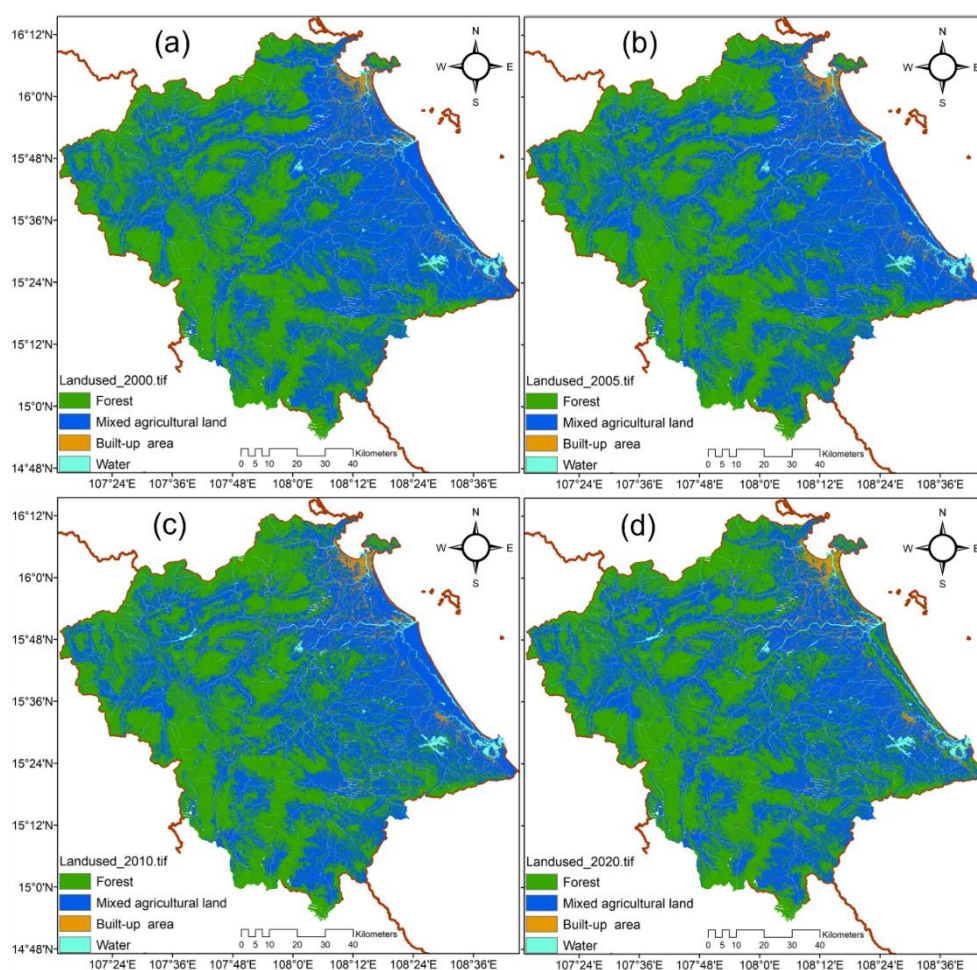 (a)
N
W E
S
16°12'N
16°0'N
15°48'N
15°36'N
15°24'N
15°12'N
15°0'N
14°48'N
Landused_2000.tif
Forest
Mixed agricultural land
Built-up area
Water
Kilometers
0 5 10 20 30 40
107°24'E 107°36'E 107°48'E 108°0'E 108°12'E 108°24'E 108°36'E
(b)
N
W E
S
Landused_2005.tif
Forest
Mixed agricultural land
Built-up area
Water
Kilometers
0 5 10 20 30 40
107°24'E 107°36'E 107°48'E 108°0'E 108°12'E 108°24'E 108°36'E
(c)
N
W E
S
16°12'N
16°0'N
15°48'N
15°36'N
15°24'N
15°12'N
15°0'N
14°48'N
Landused_2010.tif
Forest
Mixed agricultural land
Built-up area
Water
Kilometers
0 5 10 20 30 40
107°24'E 107°36'E 107°48'E 108°0'E 108°12'E 108°24'E 108°36'E
(d)
N
W E
S
Landused_2020.tif
Forest
Mixed agricultural land
Built-up area
Water
Kilometers
0 5 10 20 30 40
107°24'E 107°36'E 107°48'E 108°0'E 108°12'E 108°24'E 108°36'E